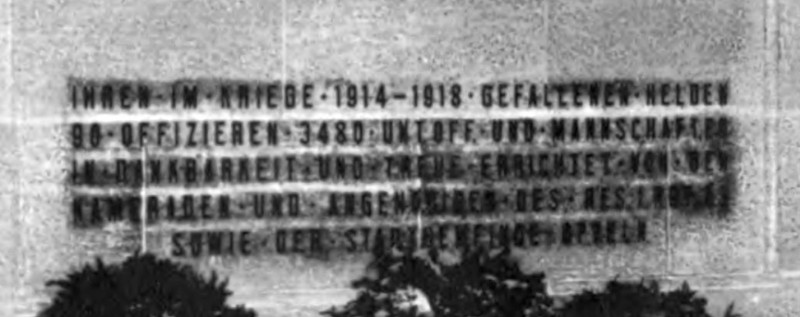 IHREN·IM·KRIEGE·1914–1918·GEFALLENEN·HELDEN
90·OFFIZIEREN·3480·UNTOFF·UND·MANNSCHAFTEN
IN·DANKBARKEIT·UND·TREUE·ERRICHTET·VON·DEN
KAMERADEN·UND·ANGEHÖRIGEN·DES·RES.
SOWIE·DER·STADTGEMEINDE·OPPELN